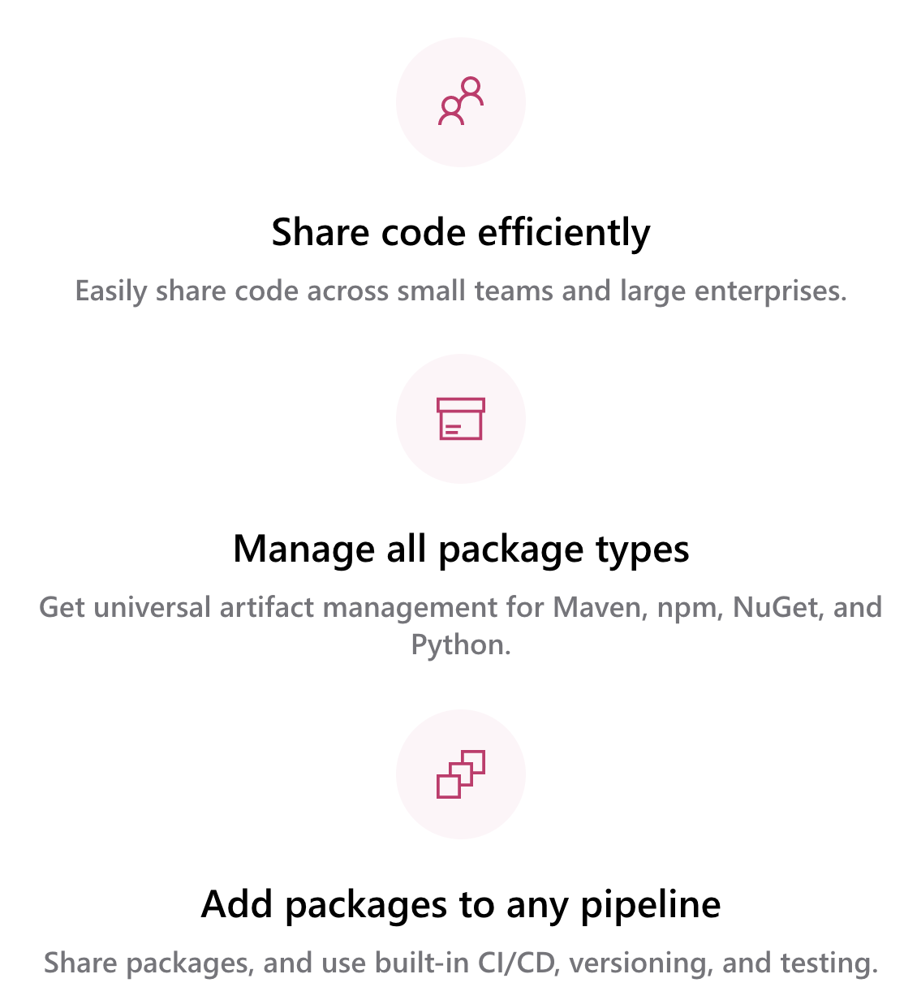 Share code efficiently
Easily share code across small teams and large enterprises.
Manage all package types
Get universal artifact management for Maven, npm, NuGet, and
Python.
Add packages to any pipeline
Share packages, and use built-in CI/CD, versioning, and testing.